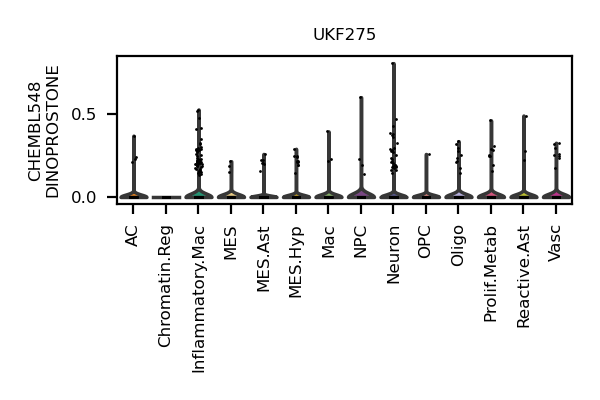 UKF275
CHEMBL548
DINOPROSTONE
0.5
0.0
AC
Chromatin.Reg
Inflammatory.Mac
MES
MES.Ast
MES.Hyp
Mac
NPC
Neuron
OPC
Oligo
Prolif.Metab
Reactive.Ast
Vasc